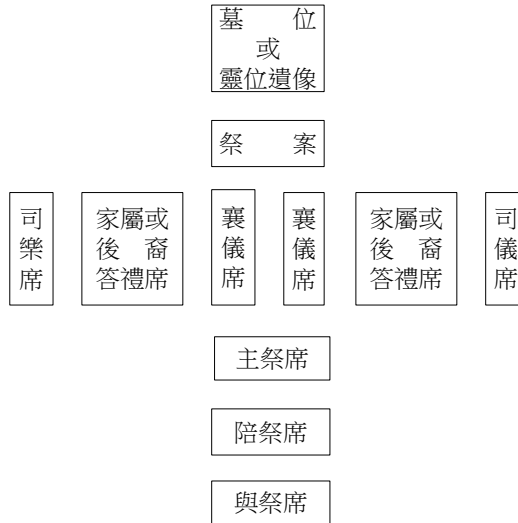 墓位
或
靈位遺像
祭案
司樂席
家屬或
後裔
答禮席
襄儀席
襄儀席
家屬或
後裔
答禮席
司儀席
主祭席
陪祭席
與祭席